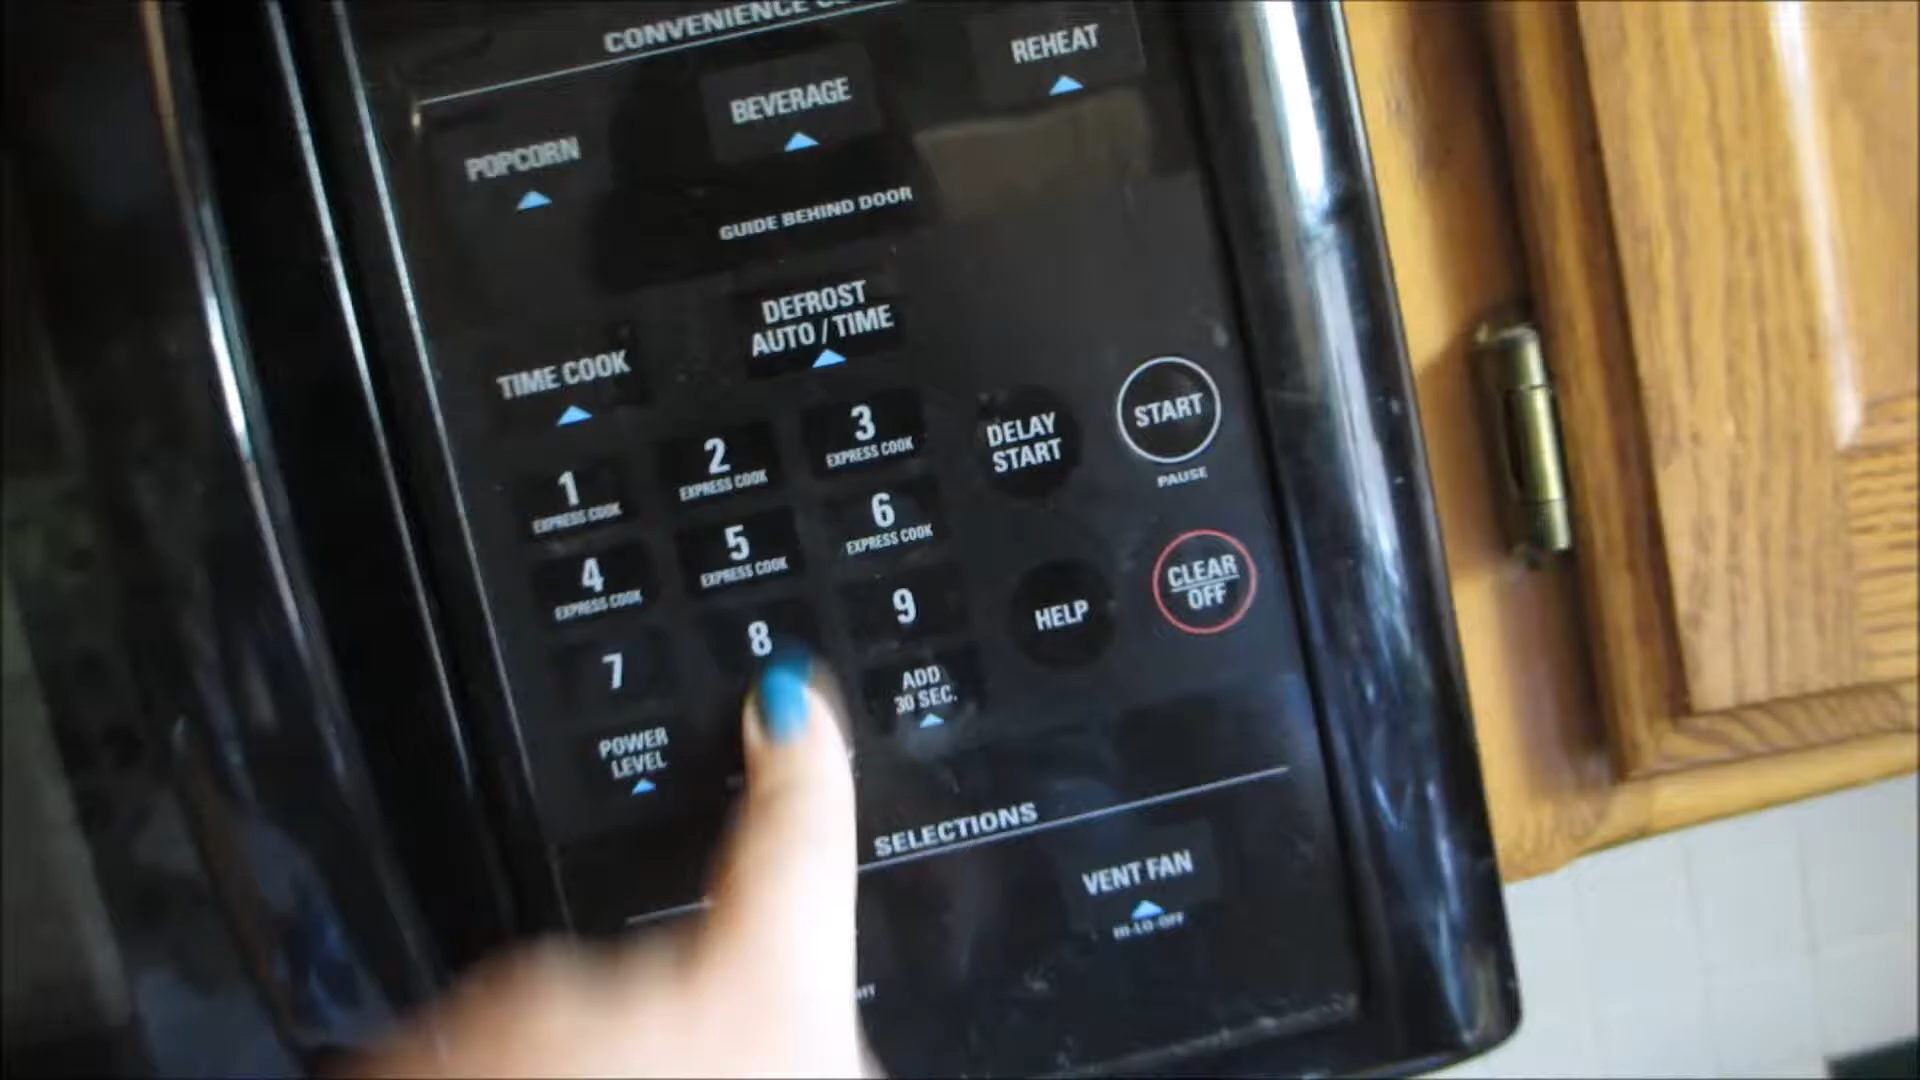 CONVENIENCE
POPCORN
BEVERAGE
REHEAT
GUIDE BEHIND DOOR
TIME COOK
DEFROST
AUTO / TIME
1
EXPRESS COOK
2
EXPRESS COOK
3
EXPRESS COOK
DELAY
START
START
PAUSE
4
EXPRESS COOK
5
EXPRESS COOK
6
EXPRESS COOK
7
8
9
HELP
CLEAR
OFF
POWER
LEVEL
ADD
30 SEC.
SELECTIONS
VENT FAN
HI-LO-OFF